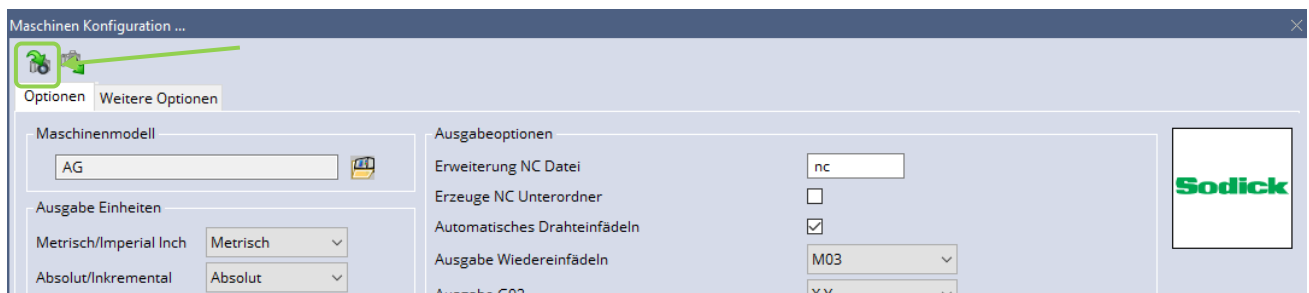 Maschinen Konfiguration ...
Optionen Weitere Optionen
Maschinenmodell
AG
Ausgabe Einheiten
Metrisch/Imperial Inch Metrisch
Absolut/Inkremental Absolut
Ausgabeoptionen
Erweiterung NC Datei nc
Erzeuge NC Unterordner
Automatisches Drahteinfädeln
Ausgabe Wiedereinfädeln M03
Sodick